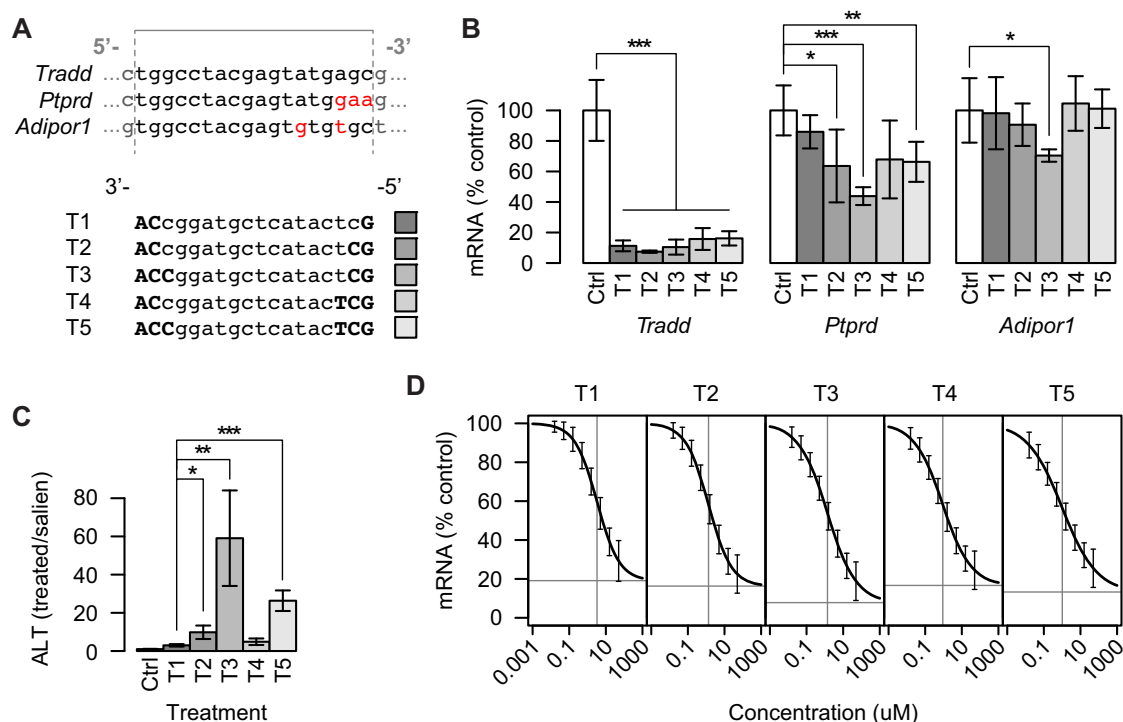 A
5’- -3’
Tradd ...ctggcctacgagtatgagcg...
Ptprd ...ctggcctacgagtatggaag...
Adipor1 ...gtggcctacgagtgtgtgct...
3’- -5’
T1 ACcggatgctcatactcG
T2 ACcggatgctcatactCG
T3 ACCggatgctcatactCG
T4 ACcggatgctcatacTCG
T5 ACCggatgctcatacTCG
B
mRNA (% control)
100
80
60
40
20
0
***
Ctrl T1 T2 T3 T4 T5
Tradd
**
***
*
Ctrl T1 T2 T3 T4 T5
Ptprd
*
Ctrl T1 T2 T3 T4 T5
Adipor1
C
ALT (treated/salien)
80
60
40
20
0
***
**
*
Ctrl T1 T2 T3 T4 T5
Treatment
D
T1 T2 T3 T4 T5
mRNA (% control)
100
80
60
40
20
0
0.001 0.1 10 1000 0.1 10 1000 0.1 10 1000 0.1 10 1000 0.1 10 1000
Concentration (uM)